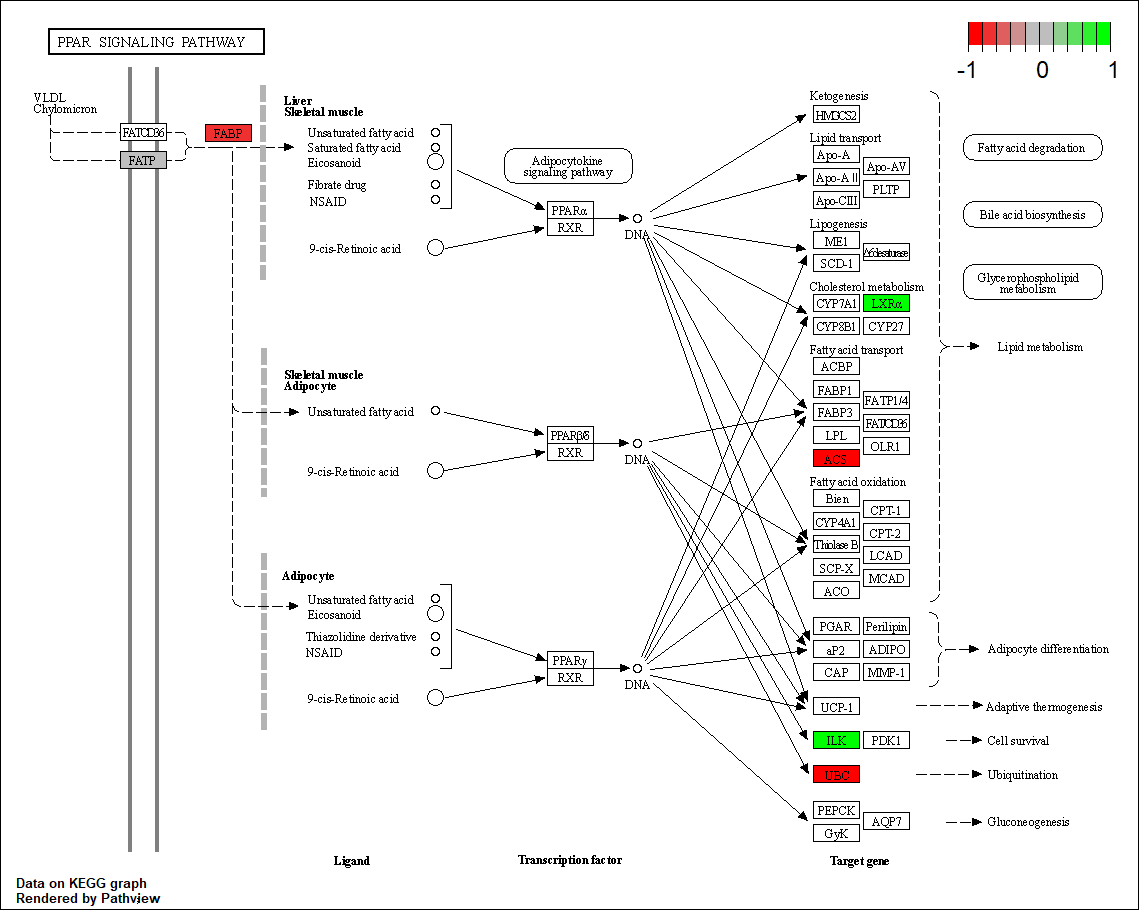 PPAR SIGNALING PATHWAY
-1
0
1
VLDL
Chylomicron
FAT/CD36
FATP
FABP
Liver
Skeletal muscle
Unsaturated fatty acid
Saturated fatty acid
Eicosanoid
Fibrate drug
NSAID
9-cis-Retinoic acid
Adipocytokine
signaling pathway
PPARα
RXR
DNA
Skeletal muscle
Adipocyte
Unsaturated fatty acid
9-cis-Retinoic acid
PPARβ/δ
RXR
DNA
Adipocyte
Unsaturated fatty acid
Eicosanoid
Thiazolidine derivative
NSAID
9-cis-Retinoic acid
PPARγ
RXR
DNA
Ketogenesis
HMGCS2
Lipid transport
Apo-A
Apo-AII
Apo-CIII
Apo-AV
PLTP
Lipogenesis
ME1
SCD-1
Cholesterol metabolism
CYP7A1
LXRα
CYP8B1
CYP27
Fatty acid transport
ACBP
FABP1
FABP3
LPL
ACS
FATP1/4
FAT/CD36
OLR1
Fatty acid oxidation
Bien
CYP4A1
Thiolase B
SCP-X
ACO
CPT-1
CPT-2
LCAD
MCAD
PGAR
Perilipin
aP2
ADIPO
CAP
MMP-1
UCP-1
ILK
PDK1
UBC
PEPCK
GyK
AQP7
Fatty acid degradation
Bile acid biosynthesis
Glycerophospholipid
metabolism
Lipid metabolism
Adipocyte differentiation
Adaptive thermogenesis
Cell survival
Ubiquitination
Gluconeogenesis
Ligand
Transcription factor
Target gene
Data on KEGG graph
Rendered by Pathview